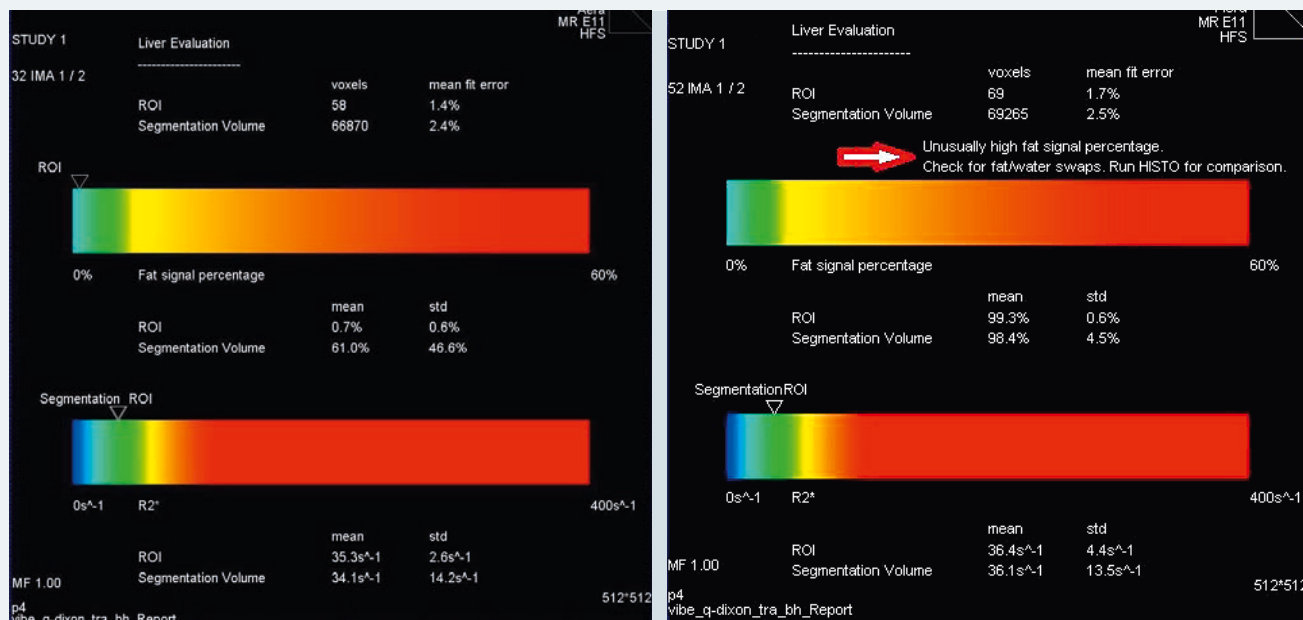 Aera
MR E11
HFS
STUDY 1
Liver Evaluation
--------------------
32 IMA 1 / 2
voxels mean fit error
ROI 58 1.4%
Segmentation Volume 66870 2.4%
ROI
0% Fat signal percentage 60%
mean std
ROI 0.7% 0.6%
Segmentation Volume 61.0% 46.6%
Segmentation ROI
0s^-1 R2* 400s^-1
mean std
ROI 35.3s^-1 2.6s^-1
Segmentation Volume 34.1s^-1 14.2s^-1
MF 1.00
512*512
p4
vibe_q-dixon_tra_bh_Report
MR E11
HFS
Liver Evaluation
STUDY 1
--------------------
52 IMA 1 / 2
voxels mean fit error
ROI 69 1.7%
Segmentation Volume 69265 2.5%
Unusually high fat signal percentage.
Check for fat/water swaps. Run HISTO for comparison.
0% Fat signal percentage 60%
mean std
ROI 99.3% 0.6%
Segmentation Volume 98.4% 4.5%
Segmentation ROI
0s^-1 R2* 400s^-1
mean std
ROI 36.4s^-1 4.4s^-1
Segmentation Volume 36.1s^-1 13.5s^-1
MF 1.00
512*512
p4
vibe_q-dixon_tra_bh_Report